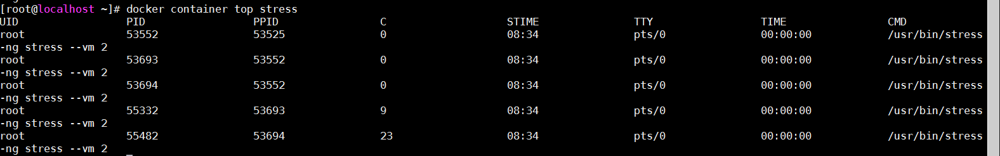 [root@localhost ~]# docker container top stress
UID PID PPID C STIME TTY TIME CMD
root 53552 53525 0 08:34 pts/0 00:00:00 /usr/bin/stress
-ng stress --vm 2
root 53693 53552 0 08:34 pts/0 00:00:00 /usr/bin/stress
-ng stress --vm 2
root 53694 53552 0 08:34 pts/0 00:00:00 /usr/bin/stress
-ng stress --vm 2
root 55332 53693 9 08:34 pts/0 00:00:00 /usr/bin/stress
-ng stress --vm 2
root 55482 53694 23 08:34 pts/0 00:00:00 /usr/bin/stress
-ng stress --vm 2